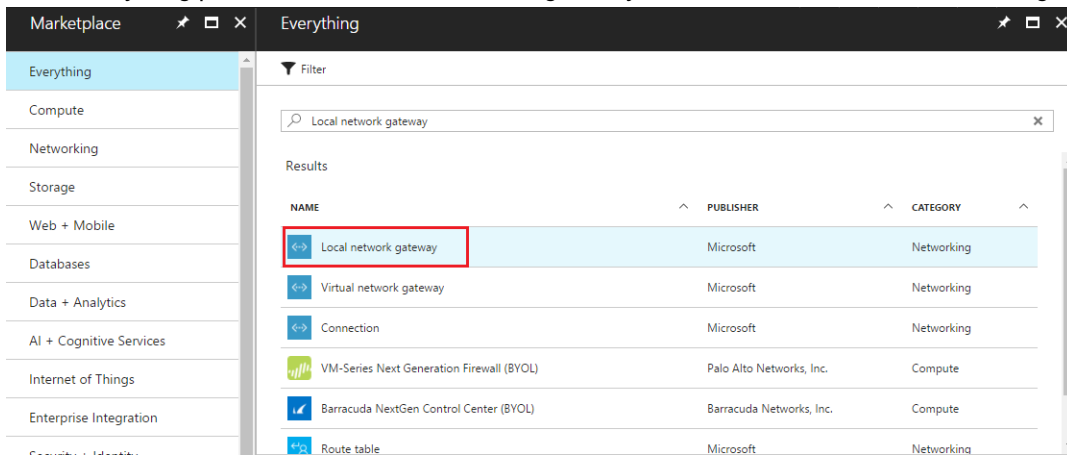 Marketplace
Everything
Everything
Compute
Networking
Storage
Web + Mobile
Databases
Data + Analytics
AI + Cognitive Services
Internet of Things
Enterprise Integration
Filter
Local network gateway
Results
NAME PUBLISHER CATEGORY
Local network gateway Microsoft Networking
Virtual network gateway Microsoft Networking
Connection Microsoft Networking
VM-Series Next Generation Firewall (BYOL) Palo Alto Networks, Inc. Compute
Barracuda NextGen Control Center (BYOL) Barracuda Networks, Inc. Compute
Route table Microsoft Networking